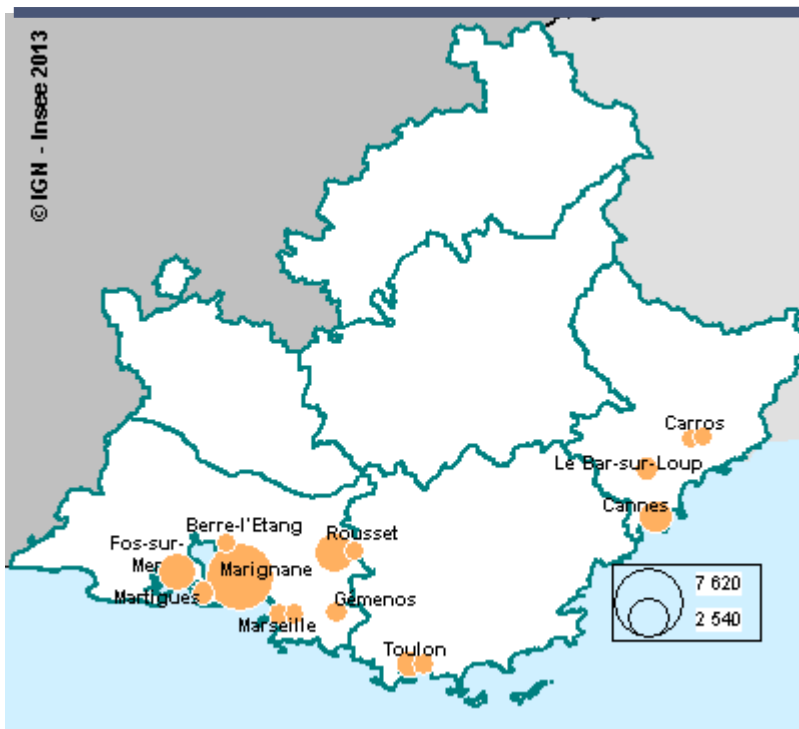 © IGN - Insee 2013
Carros
Le Bar-sur-Loup
Cannes
Berre-l'Etang
Rousset
Fos-sur-
Mer
Marignane
Martigues
Gémenos
Marseille
Toulon
7 620
2 540